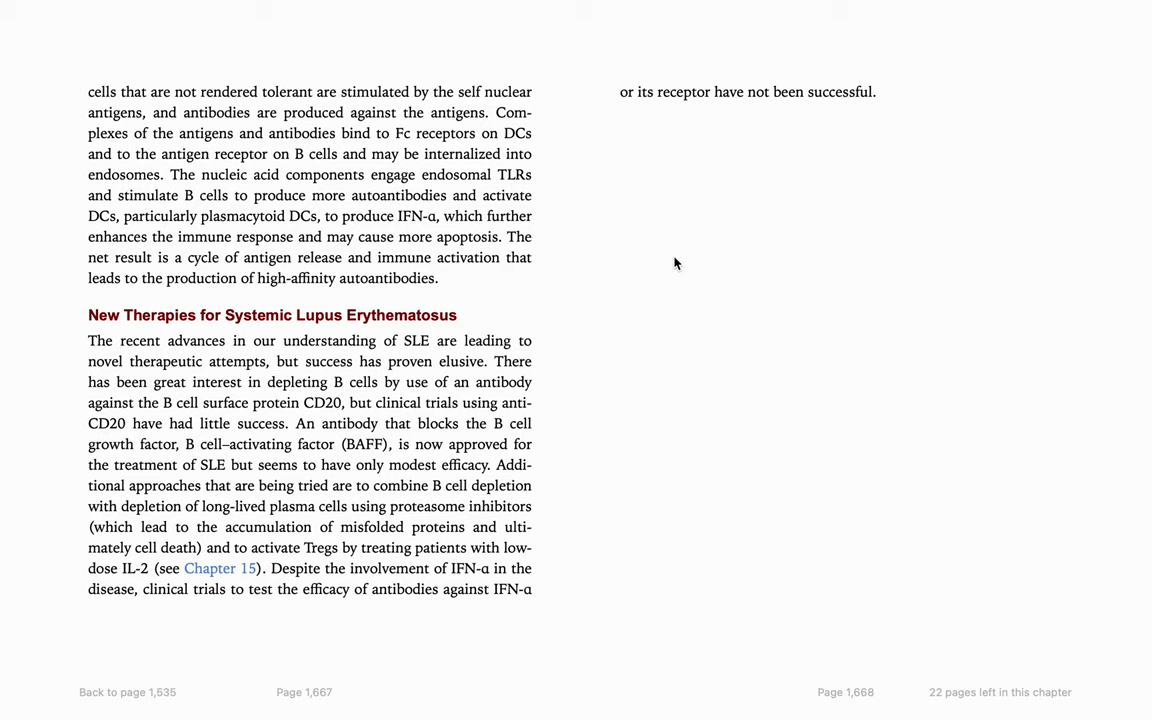 cells that are not rendered tolerant are stimulated by the self nuclear
antigens, and antibodies are produced against the antigens. Com-
plexes of the antigens and antibodies bind to Fc receptors on DCs
and to the antigen receptor on B cells and may be internalized into
endosomes. The nucleic acid components engage endosomal TLRs
and stimulate B cells to produce more autoantibodies and activate
DCs, particularly plasmacytoid DCs, to produce IFN-α, which further
enhances the immune response and may cause more apoptosis. The
net result is a cycle of antigen release and immune activation that
leads to the production of high-affinity autoantibodies.
New Therapies for Systemic Lupus Erythematosus
The recent advances in our understanding of SLE are leading to
novel therapeutic attempts, but success has proven elusive. There
has been great interest in depleting B cells by use of an antibody
against the B cell surface protein CD20, but clinical trials using anti-
CD20 have had little success. An antibody that blocks the B cell
growth factor, B cell–activating factor (BAFF), is now approved for
the treatment of SLE but seems to have only modest efficacy. Addi-
tional approaches that are being tried are to combine B cell depletion
with depletion of long-lived plasma cells using proteasome inhibitors
(which lead to the accumulation of misfolded proteins and ulti-
mately cell death) and to activate Tregs by treating patients with low-
dose IL-2 (see Chapter 15). Despite the involvement of IFN-α in the
disease, clinical trials to test the efficacy of antibodies against IFN-α
or its receptor have not been successful.
Back to page 1,535
Page 1,667
Page 1,668
22 pages left in this chapter